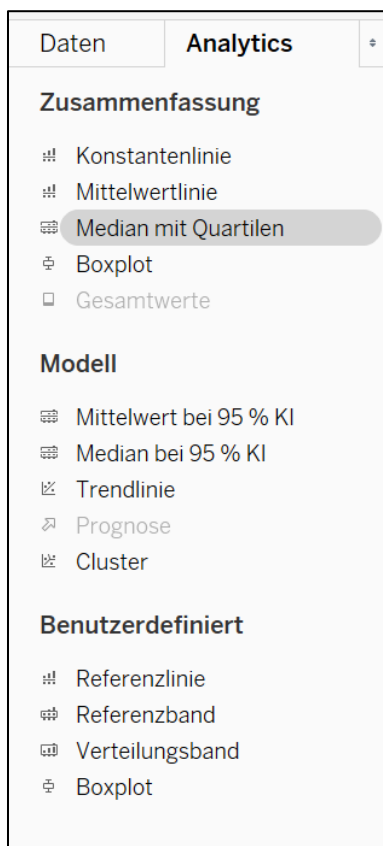 Daten Analytics
Zusammenfassung
Konstantenlinie
Mittelwertlinie
Median mit Quartilen
Boxplot
Gesamtwerte
Modell
Mittelwert bei 95 % KI
Median bei 95 % KI
Trendlinie
Prognose
Cluster
Benutzerdefiniert
Referenzlinie
Referenzband
Verteilungsband
Boxplot